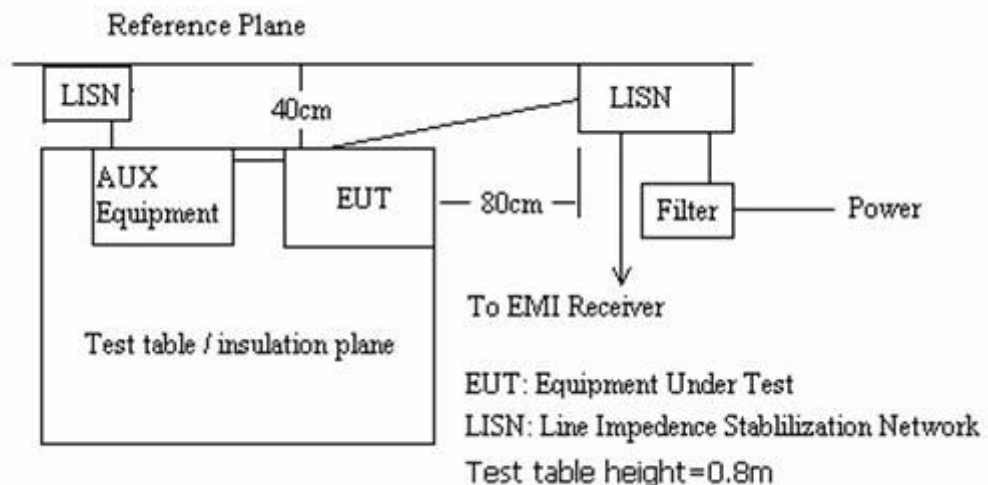 Reference Plane
LISN
40cm
LISN
AUX
Equipment
EUT
80cm
Filter
Power
To EMI Receiver
Test table / insulation plane
EUT: Equipment Under Test
LISN: Line Impedence Stablilization Network
Test table height=0.8m